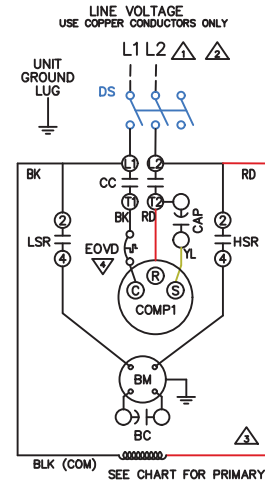 LINE VOLTAGE
USE COPPER CONDUCTORS ONLY
L1 L2 1 2
UNIT
GROUND
LUG
DS
L1 L2
BK RD
CC
T1 T2
BK RD CAP
2 2
LSR EOVD YL HSR
4 4 4
R
C S
COMP1
BM
BC
3
BLK (COM)
SEE CHART FOR PRIMARY